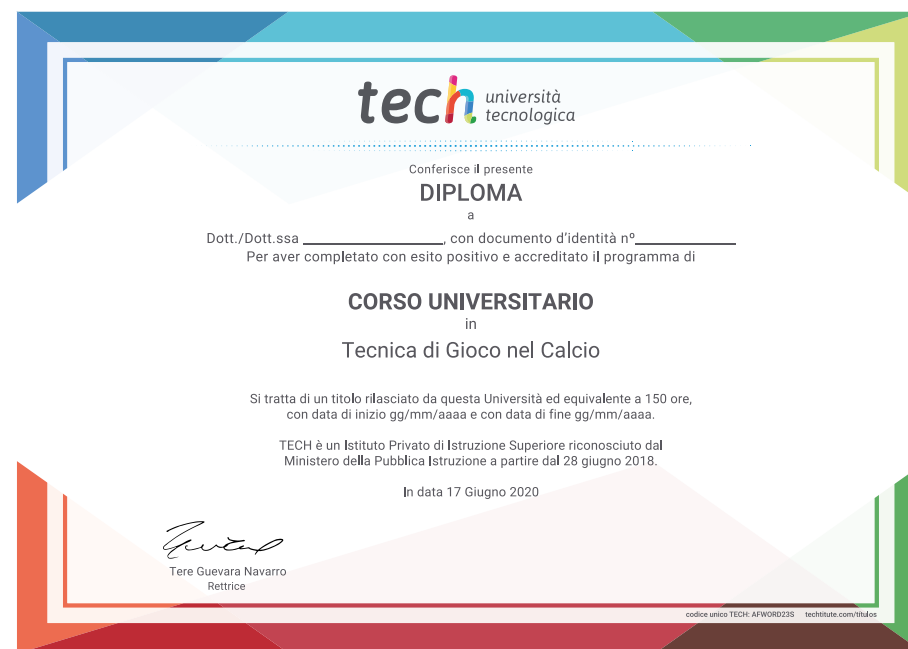 tech università
tecnologica
Conferisce il presente
DIPLOMA
a
Dott./Dott.ssa ____________________, con documento d'identità nº______________
Per aver completato con esito positivo e accreditato il programma di
CORSO UNIVERSITARIO
in
Tecnica di Gioco nel Calcio
Si tratta di un titolo rilasciato da questa Università ed equivalente a 150 ore,
con data di inizio gg/mm/aaaa e con data di fine gg/mm/aaaa.
TECH è un Istituto Privato di Istruzione Superiore riconosciuto dal
Ministero della Pubblica Istruzione a partire dal 28 giugno 2018.
In data 17 Giugno 2020
Tere Guevara Navarro
Rettrice
codice unico TECH: AFWORD23S techtitute.com/titulos